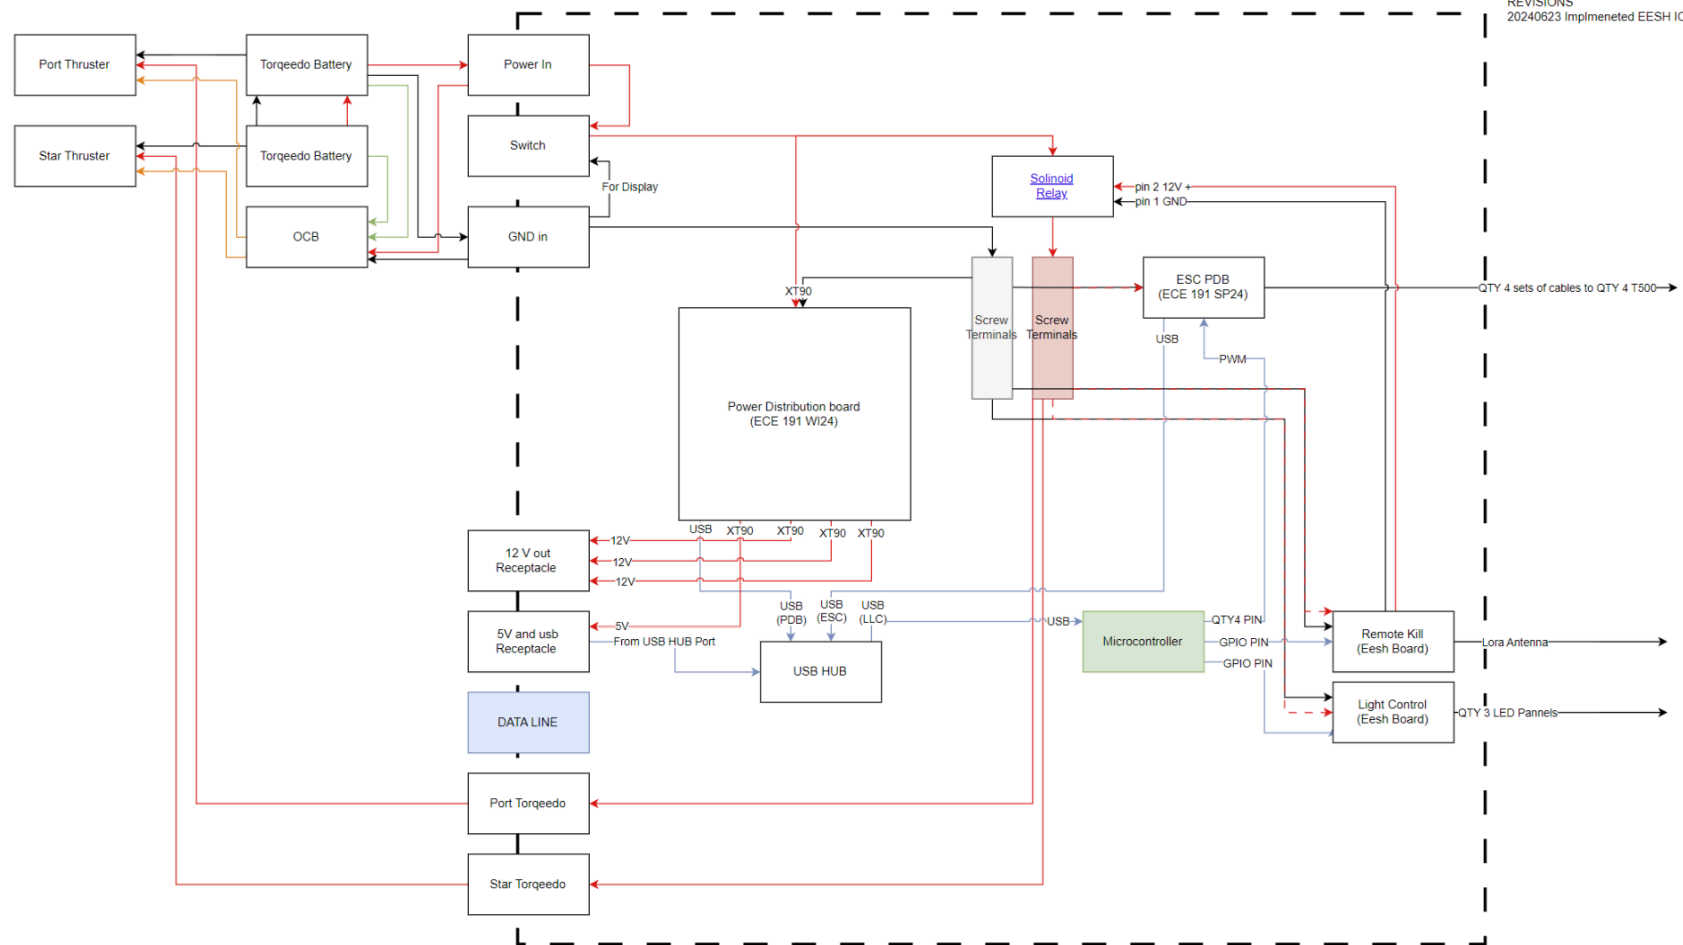 REVISIONS
20240623 Implmeneted EESH
Port Thruster
Torqeedo Battery
Power In
Star Thruster
Torqeedo Battery
Switch
For Display
OCB
GND in
Solinoid
Relay
pin 2 12V +
pin 1 GND
XT90
Screw
Terminals
Screw
Terminals
ESC PDB
(ECE 191 SP24)
QTY 4 sets of cables to QTY 4 T500
USB
PWM
Power Distribution board
(ECE 191 WI24)
USB
XT90
XT90
XT90
XT90
12V
12V
12V
12 V out
Receptacle
5V
From USB HUB Port
5V and usb
Receptacle
USB
(PDB)
USB
(ESC)
USB
(LLC)
USB
USB HUB
Microcontroller
QTY4 PIN
GPIO PIN
GPIO PIN
Remote Kill
(Eesh Board)
Lora Antenna
Light Control
(Eesh Board)
QTY 3 LED Pannels
DATA LINE
Port Torqeedo
Star Torqeedo